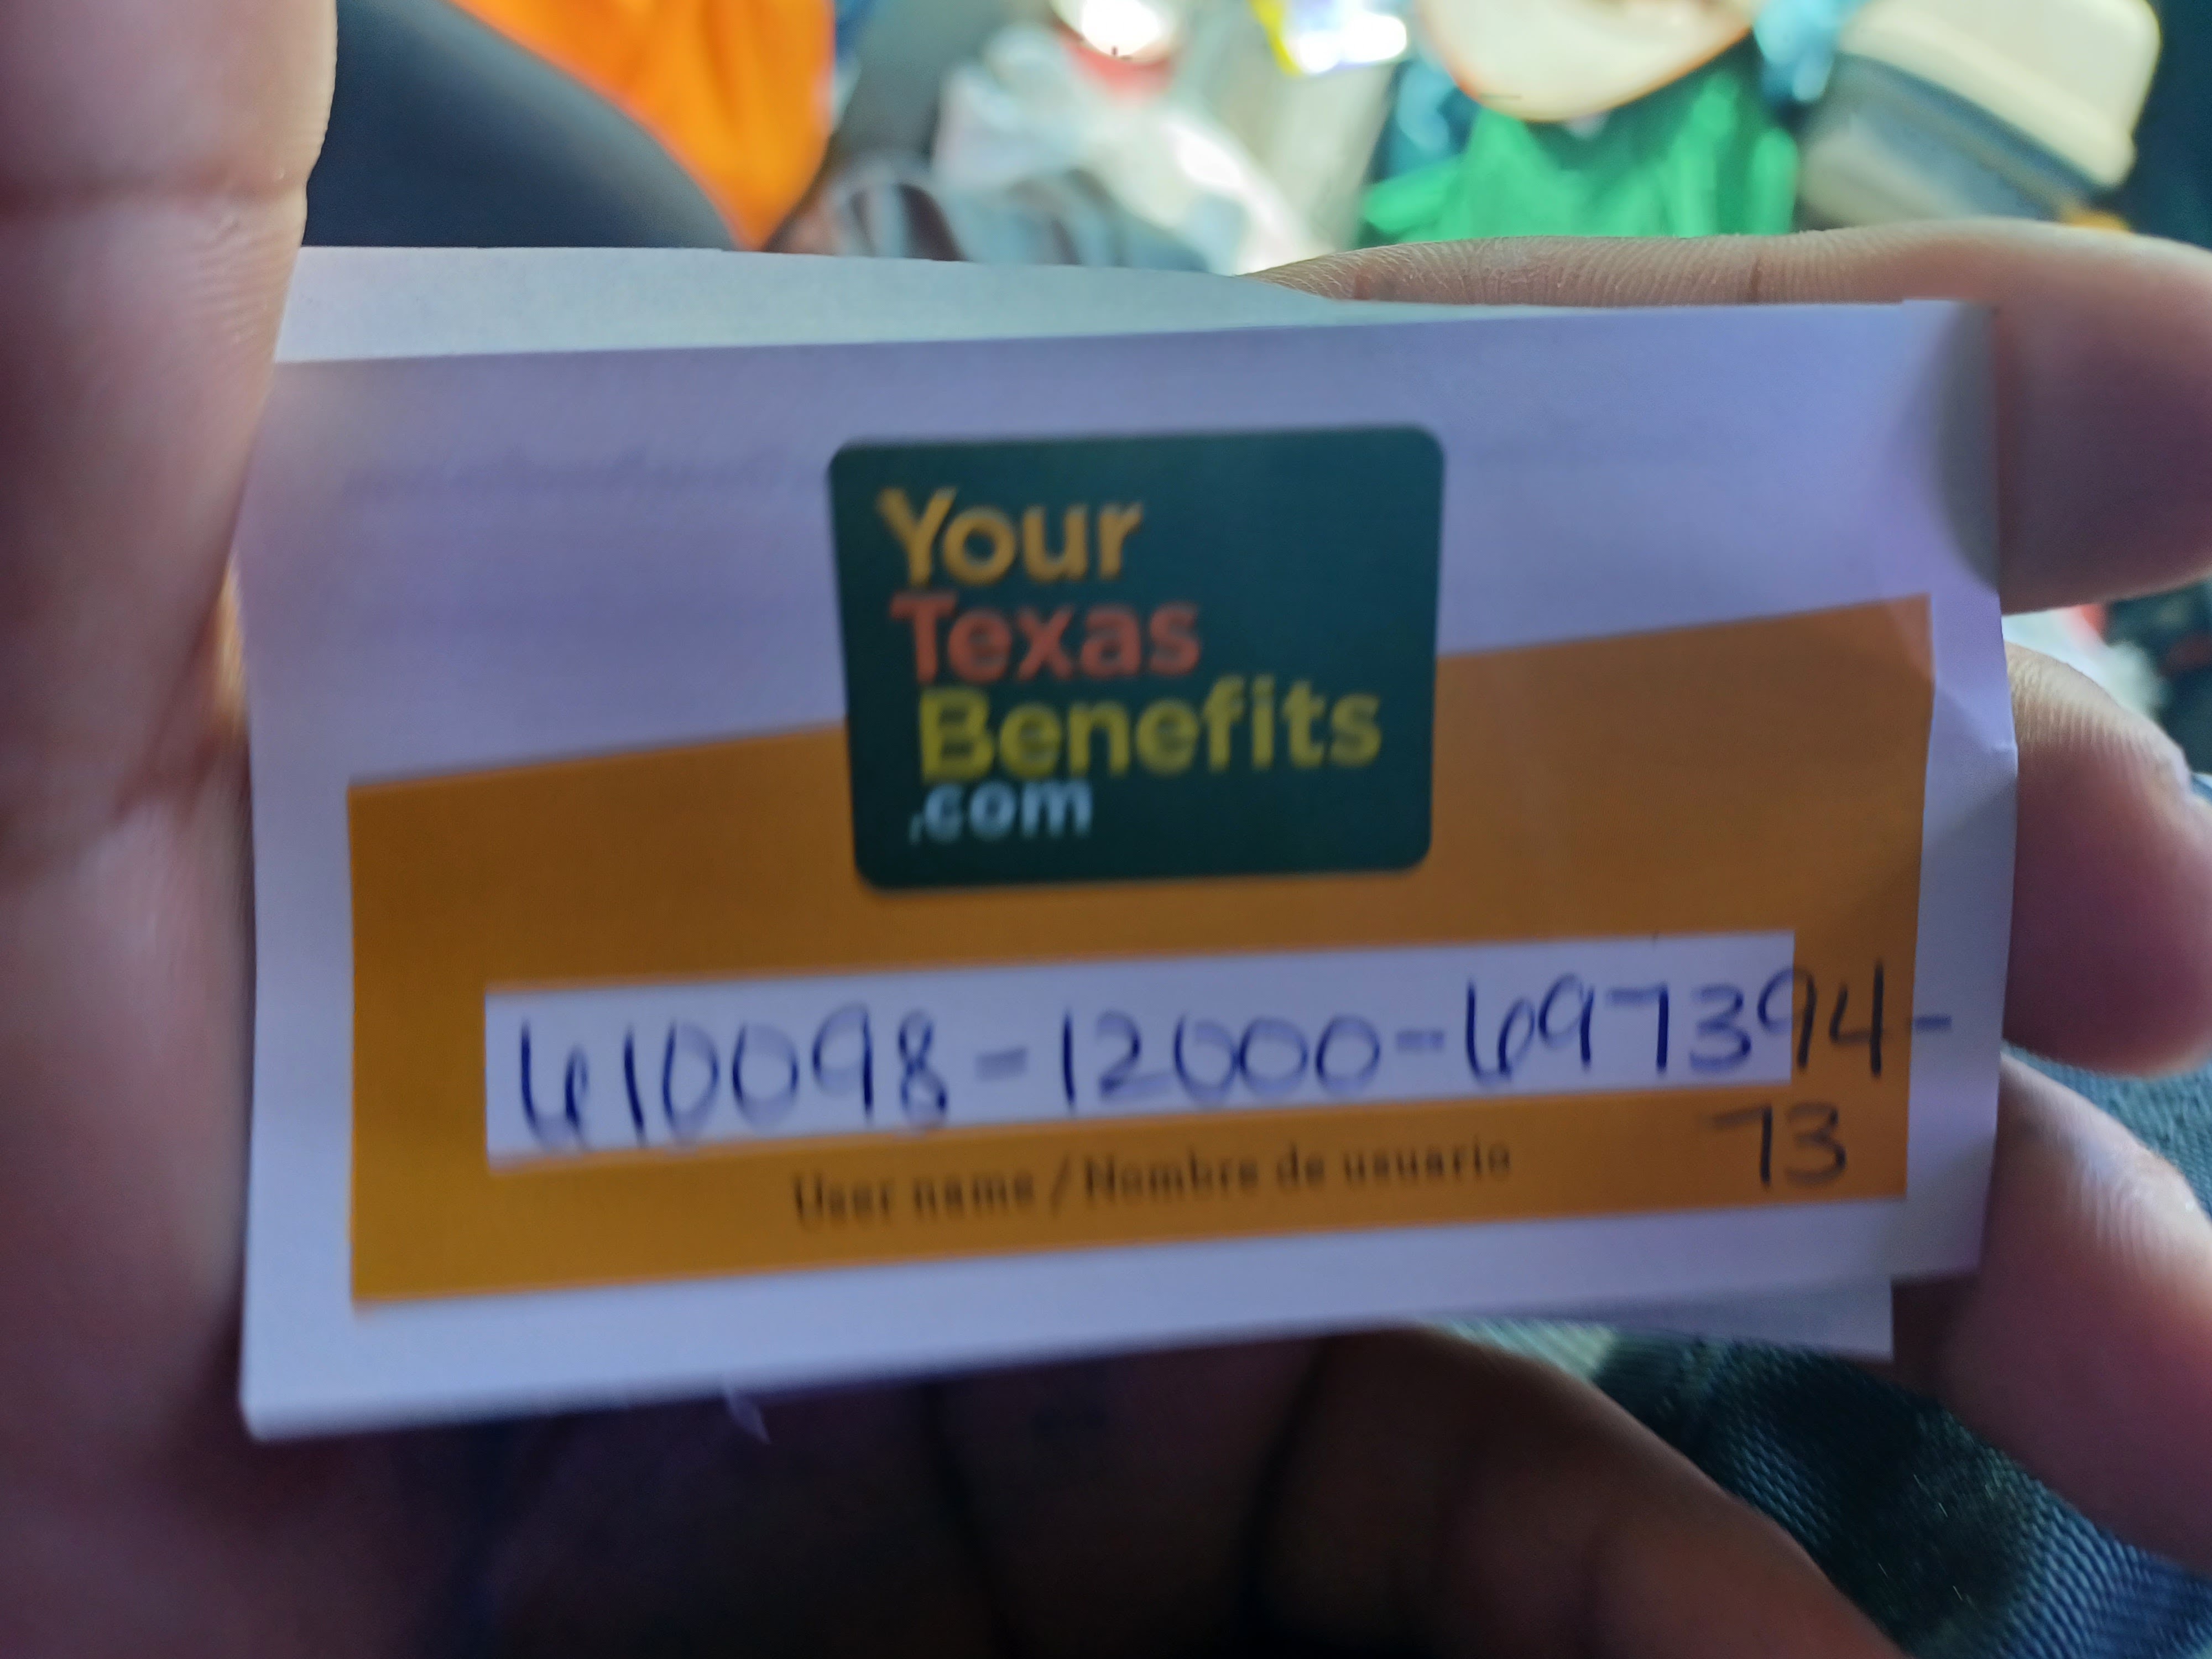 Your
Texas
Benefits
.com
610098-12000-697394-
73
User name / Nombre de usuario